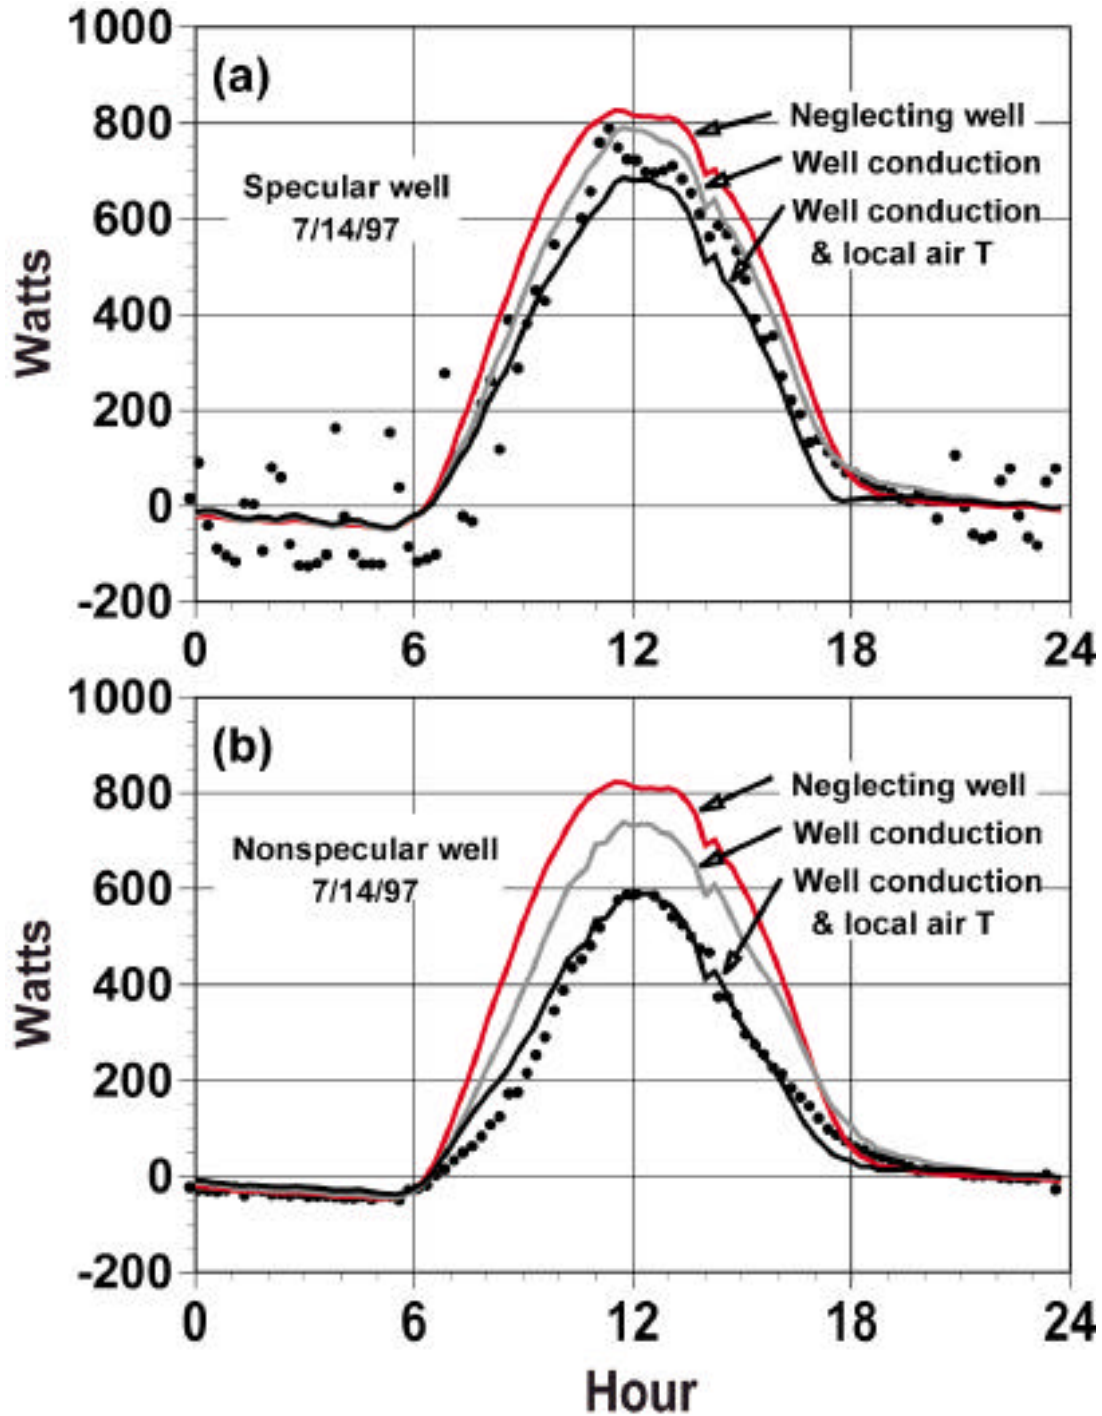 (a)
Specular well
7/14/97
Neglecting well
Well conduction
Well conduction
& local air T
Watts
1000
800
600
400
200
0
-200
0 6 12 18 24
(b)
Nonspecular well
7/14/97
Neglecting well
Well conduction
Well conduction
& local air T
Watts
1000
800
600
400
200
0
-200
0 6 12 18 24
Hour